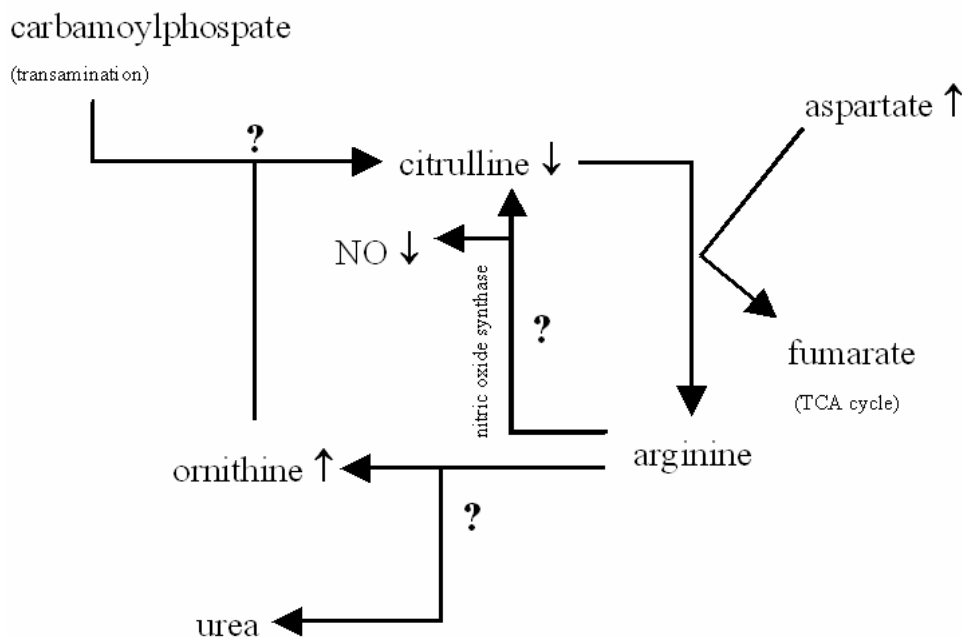 carbamoylphospate
(transamination)
aspartate ↑
?
citrulline ↓
NO ↓
nitric oxide synthase
?
fumarate
(TCA cycle)
arginine
ornithine ↑
?
urea